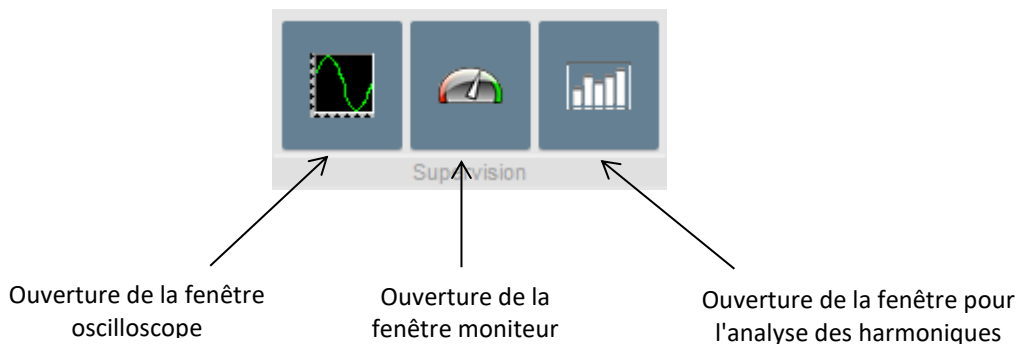 Supervision
Ouverture de la fenêtre
oscilloscope
Ouverture de la
fenêtre moniteur
Ouverture de la fenêtre pour
l'analyse des harmoniques